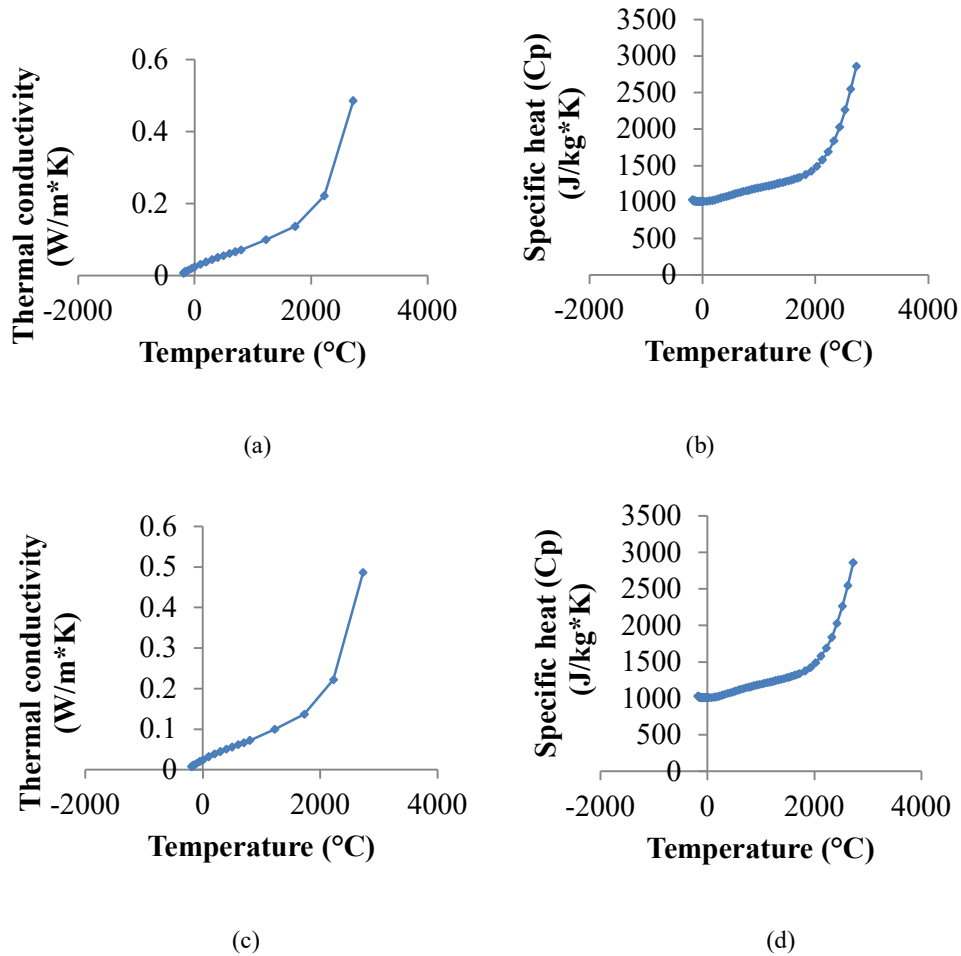 Thermal conductivity
(W/m*K)
0.6
0.4
0.2
0
-2000
0
2000
4000
Temperature (°C)
(a)
Specific heat (Cp)
(J/kg*K)
3500
3000
2500
2000
1500
1000
500
0
-2000
0
2000
4000
Temperature (°C)
(b)
Thermal conductivity
(W/m*K)
0.6
0.5
0.4
0.3
0.2
0.1
0
-2000
0
2000
4000
Temperature (°C)
(c)
Specific heat (Cp)
(J/kg*K)
3500
3000
2500
2000
1500
1000
500
0
-2000
0
2000
4000
Temperature (°C)
(d)